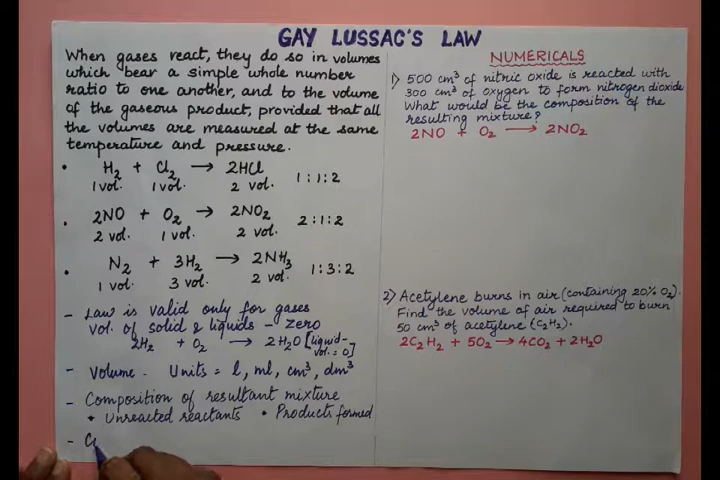 GAY LUSSAC'S LAW
When gases react, they do so in volumes
which bear a simple whole number
ratio to one another, and to the volume
of the gaseous product, provided that all
the volumes are measured at the same
temperature and pressure.
• H₂ + Cl₂ → 2HCl 1:1:2
1 vol. 1 vol. 2 vol.
• 2NO + O₂ → 2NO₂ 2:1:2
2 vol. 1 vol. 2 vol.
• N₂ + 3H₂ → 2NH₃ 1:3:2
1 vol. 3 vol. 2 vol.
- Law is valid only for gases
Vol. of solid & liquids - zero
2H₂ + O₂ → 2H₂O [liquid-
vol. = 0]
- Volume - Units = l, ml, cm³, dm³
- Composition of resultant mixture
• Unreacted reactants • Products formed
-
NUMERICALS
1) 500 cm³ of nitric oxide is reacted with
300 cm³ of oxygen to form nitrogen dioxide
What would be the composition of the
resulting mixture?
2NO + O₂ → 2NO₂
2) Acetylene burns in air (containing 20% O₂).
Find the volume of air required to burn
50 cm³ of acetylene (C₂H₂).
2C₂H₂ + 5O₂ → 4CO₂ + 2H₂O